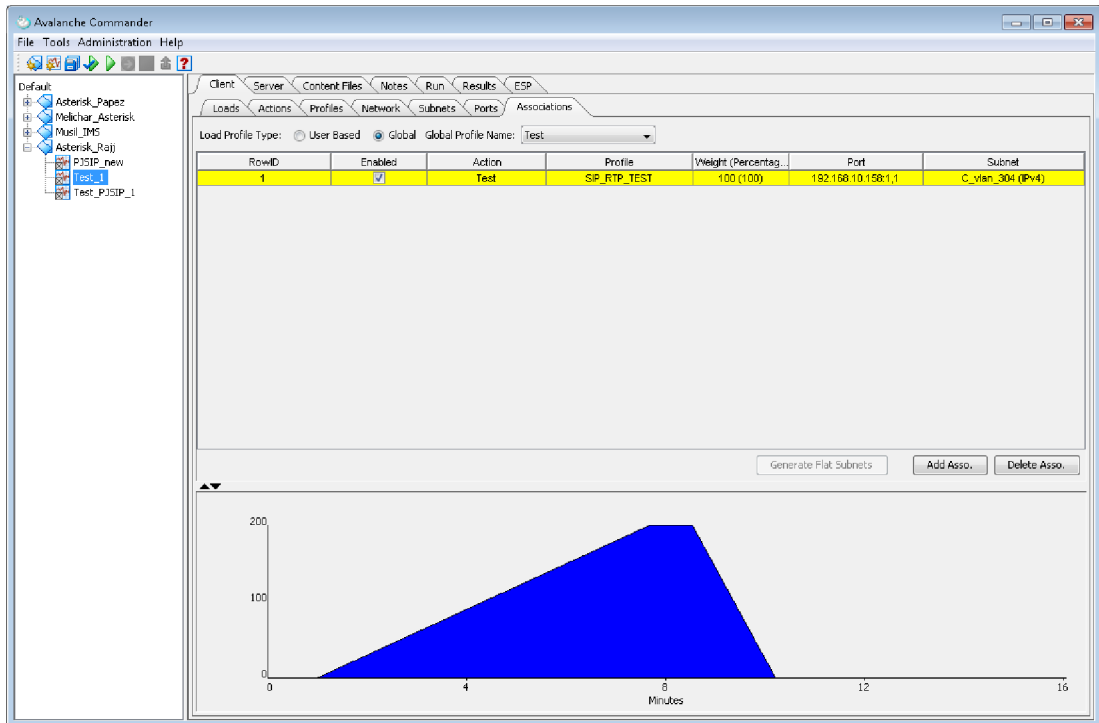 Avalanche Commander
File Tools Administration Help
Default
Asterisk_Papez
Melichar_Asterisk
Musil_IMS
Asterisk_Rajj
PJSIP_new
Test_1
Test_PJSIP_1
Client Server Content Files Notes Run Results ESP
Loads Actions Profiles Network Subnets Ports Associations
Load Profile Type: User Based Global Global Profile Name: Test
RowID Enabled Action Profile Weight (Percentag... Port Subnet
1 Test SIP_RTP_TEST 100 (100) 192.168.10.158:1,1 C_vlan_304 (IPv4)
Generate Flat Subnets Add Asso. Delete Asso.
200
100
0
0 4 8 12 16
Minutes